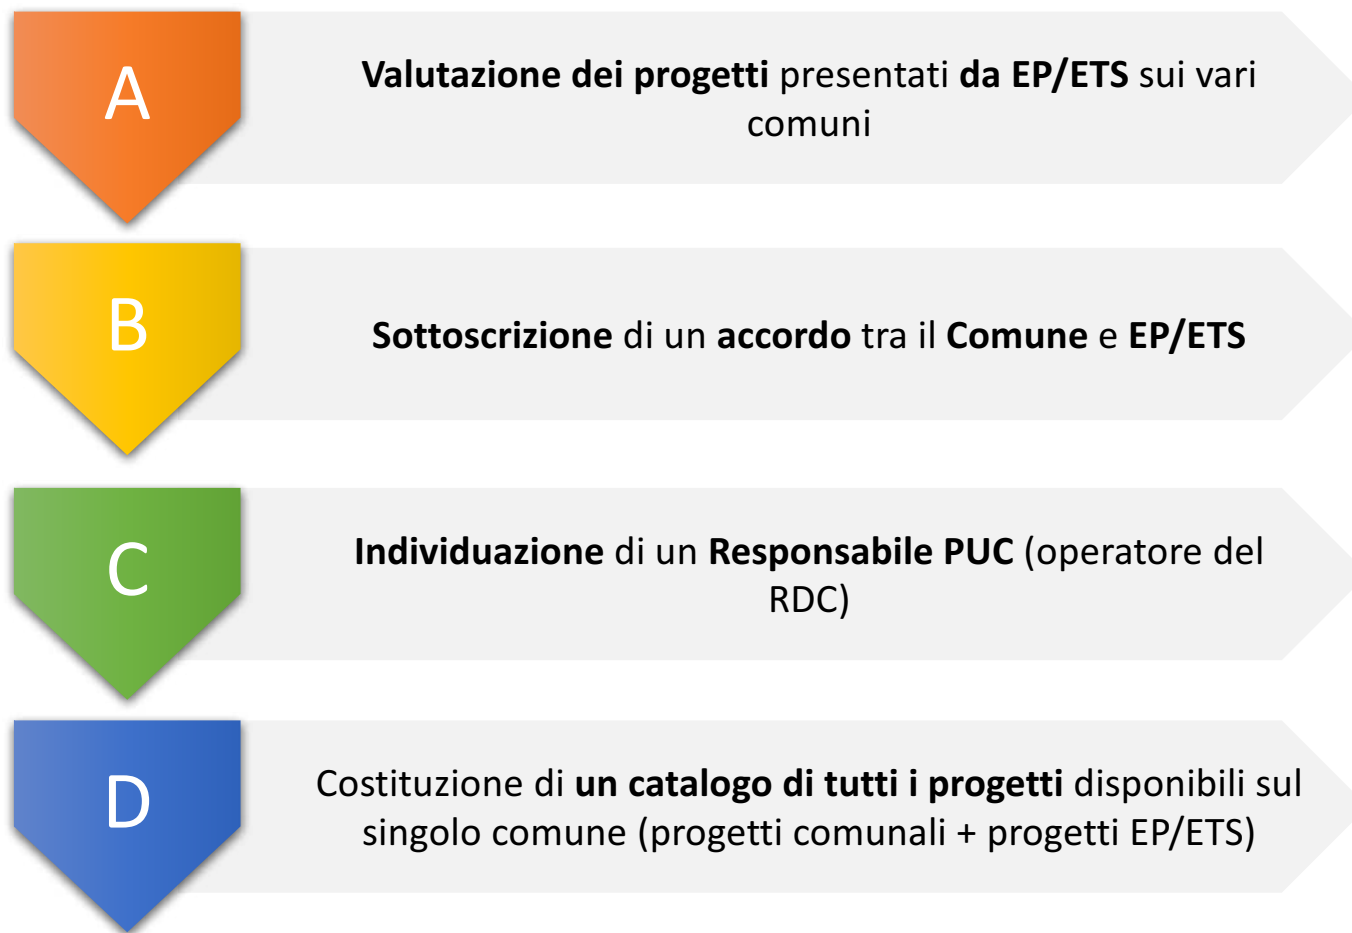 A
Valutazione dei progetti presentati da EP/ETS sui vari
comuni
B
Sottoscrizione di un accordo tra il Comune e EP/ETS
C
Individuazione di un Responsabile PUC (operatore del
RDC)
D
Costituzione di un catalogo di tutti i progetti disponibili sul
singolo comune (progetti comunali + progetti EP/ETS)